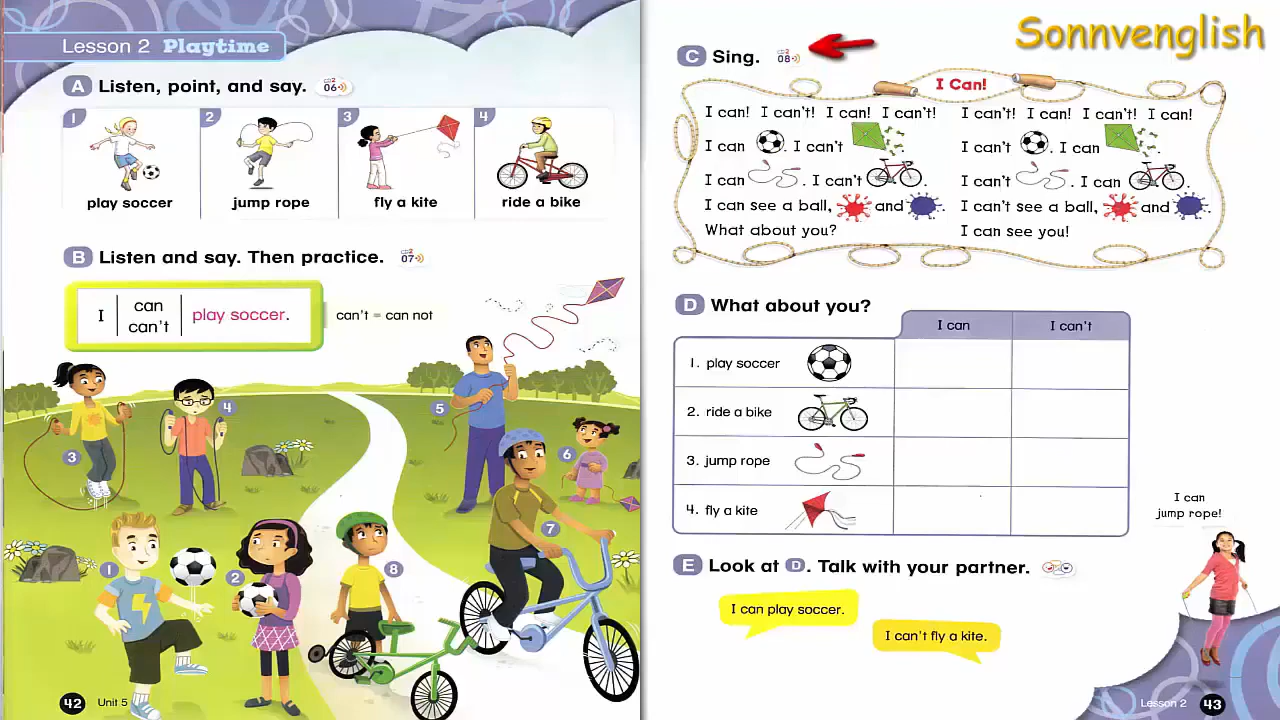 Lesson 2 Playtime
A Listen, point, and say. CD2 06
1 2 3 4
play soccer jump rope fly a kite ride a bike
B Listen and say. Then practice. CD2 07
I can play soccer.
can't
can't = can not
3
4
5
6
1
2
7
8
42 Unit 5
Sonnvenglish
C Sing. CD2 08
I Can!
I can! I can't! I can! I can't!
I can . I can't .
I can . I can't .
I can see a ball, and .
What about you?
I can't! I can! I can't! I can!
I can't . I can .
I can't . I can .
I can't see a ball, and .
I can see you!
D What about you?
I can I can't
1. play soccer
2. ride a bike
3. jump rope
4. fly a kite
I can
jump rope!
E Look at D. Talk with your partner.
I can play soccer.
I can't fly a kite.
Lesson 2 43